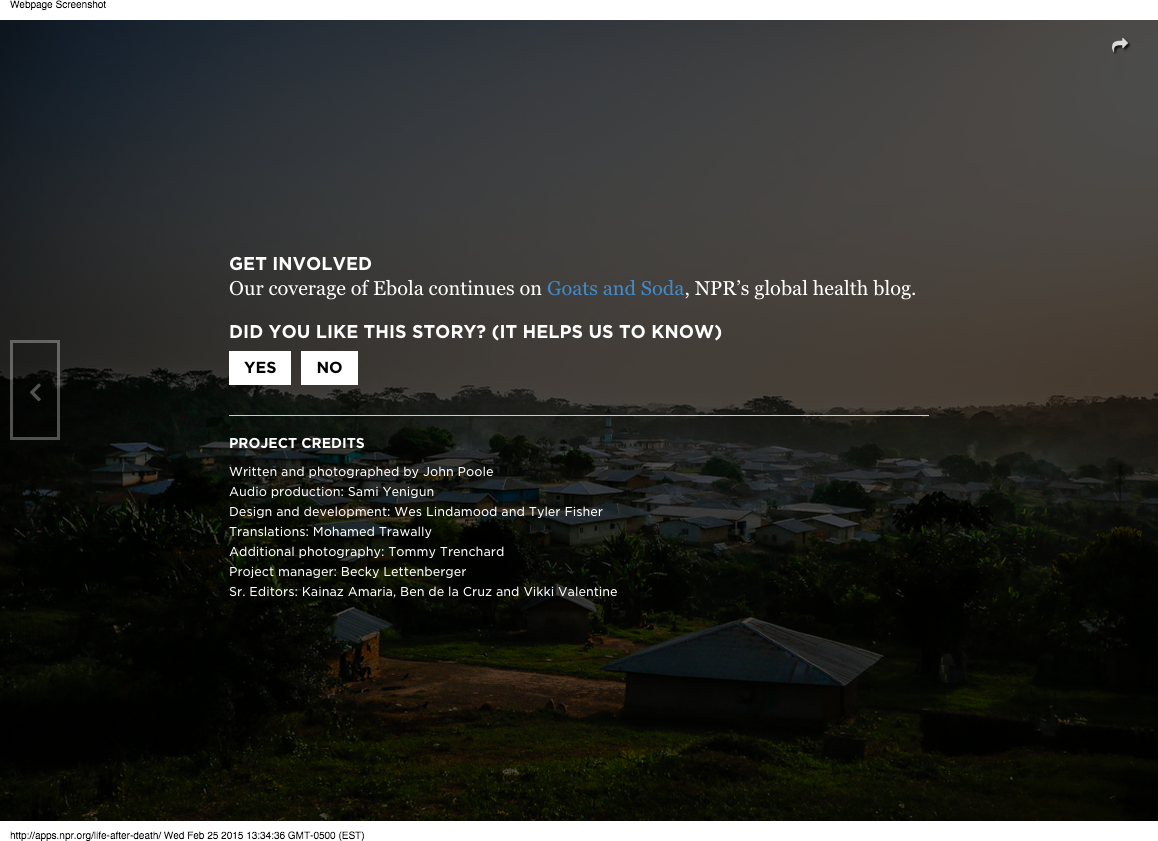 Webpage Screenshot
GET INVOLVED
Our coverage of Ebola continues on Goats and Soda, NPR’s global health blog.
DID YOU LIKE THIS STORY? (IT HELPS US TO KNOW)
YES NO
PROJECT CREDITS
Written and photographed by John Poole
Audio production: Sami Yenigun
Design and development: Wes Lindamood and Tyler Fisher
Translations: Mohamed Trawally
Additional photography: Tommy Trenchard
Project manager: Becky Lettenberger
Sr. Editors: Kainaz Amaria, Ben de la Cruz and Vikki Valentine
http://apps.npr.org/life-after-death/ Wed Feb 25 2015 13:34:36 GMT-0500 (EST)